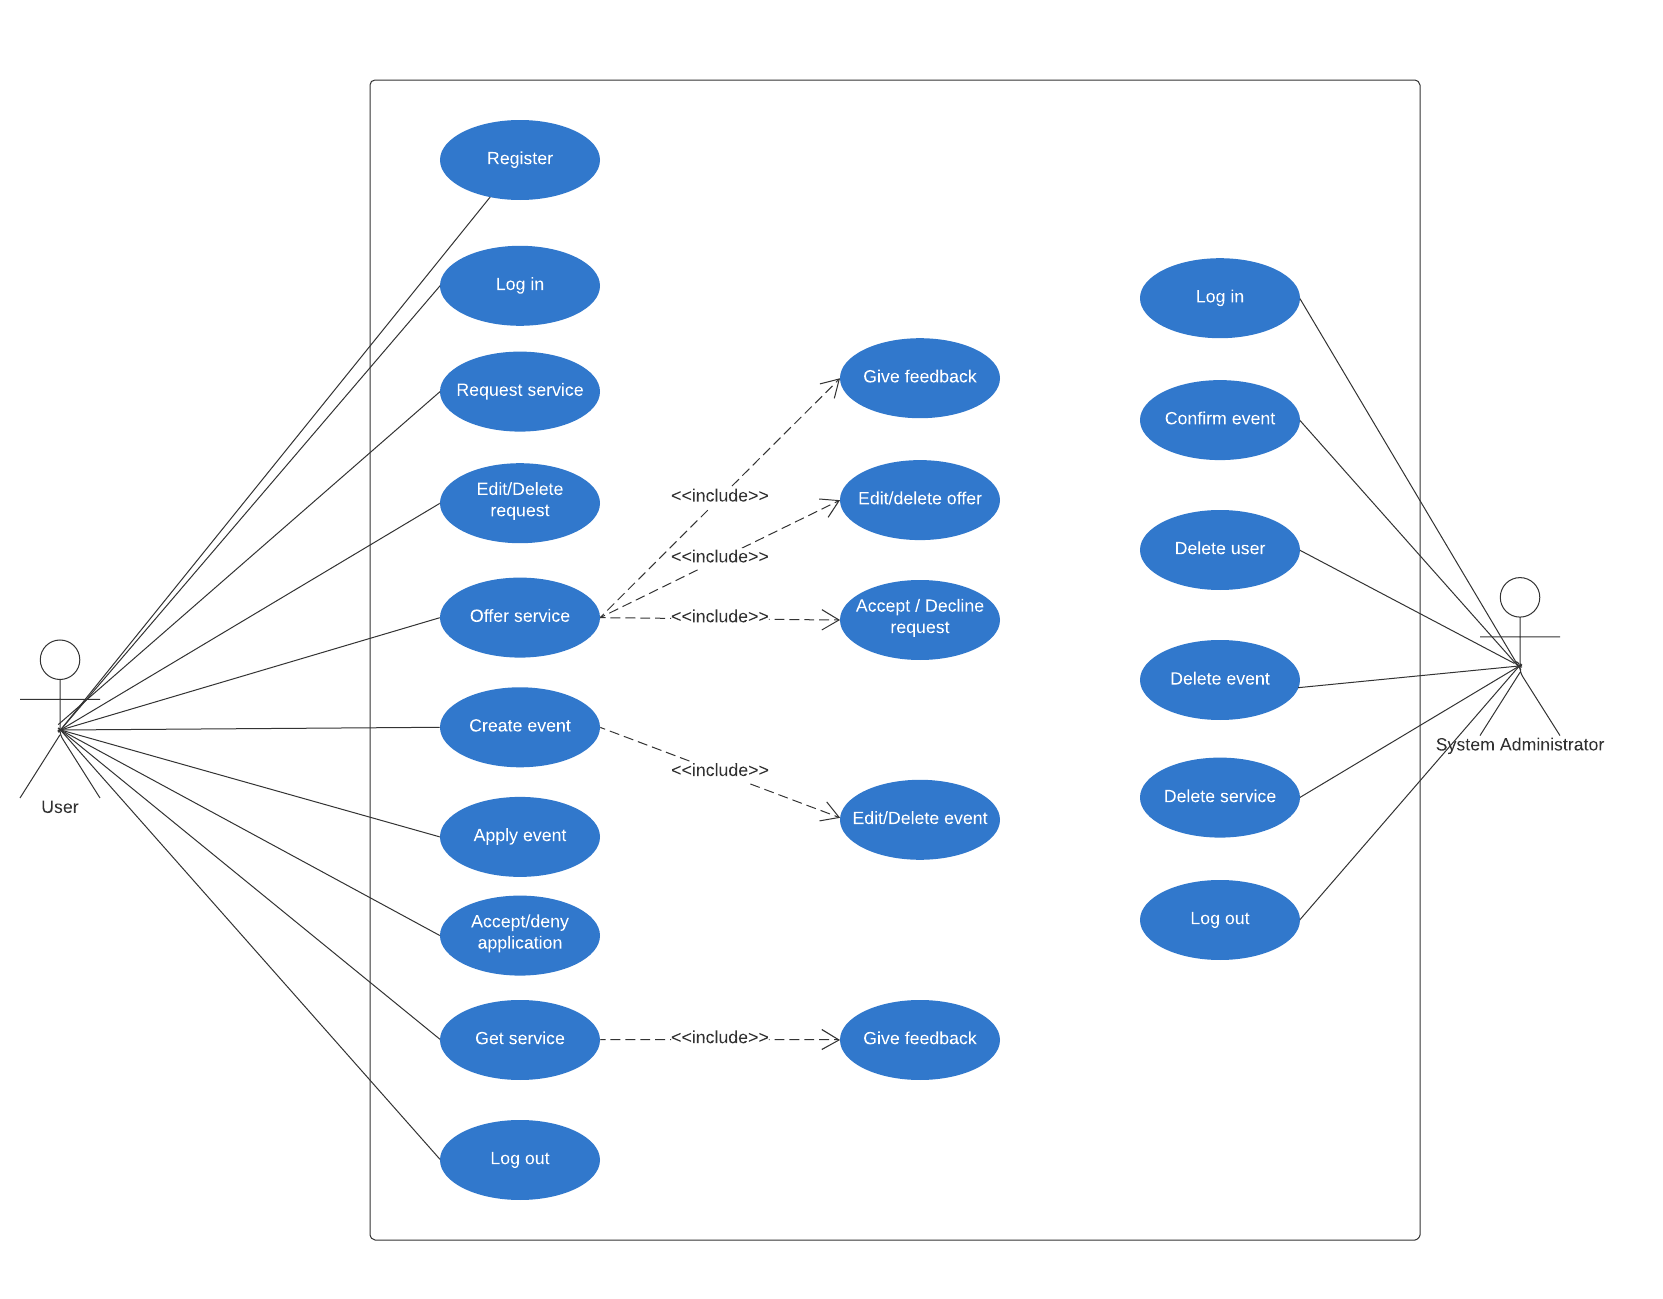 Register
Log in
Request service
Edit/Delete
request
Offer service
Create event
Apply event
Accept/deny
application
Get service
Log out
User
<<include>>
<<include>>
<<include>>
<<include>>
<<include>>
Give feedback
Edit/delete offer
Accept / Decline
request
Edit/Delete event
Give feedback
Log in
Confirm event
Delete user
Delete event
Delete service
Log out
System Administrator